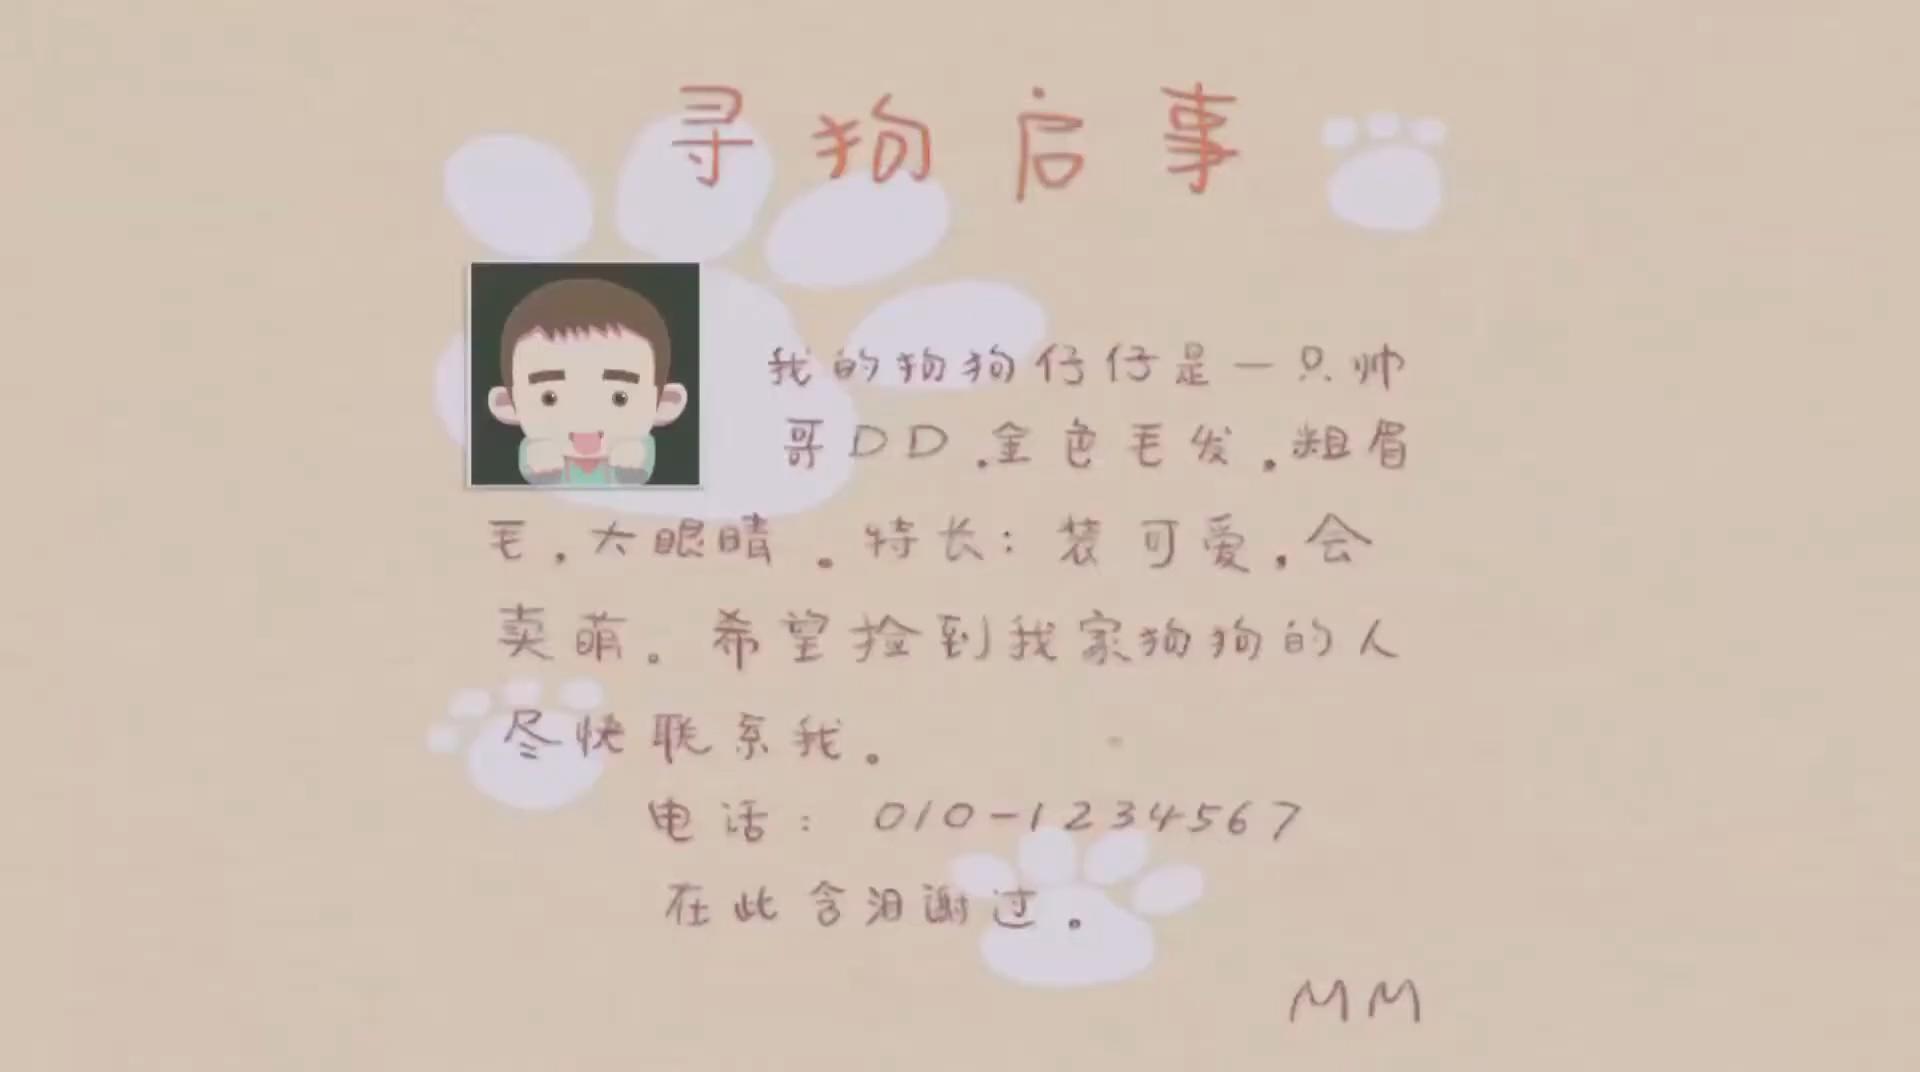 寻狗启事
我的狗狗仔仔是一只帅
哥DD.金色毛发.粗眉
毛.大眼睛.特长:装可爱.会
卖萌。希望捡到我家狗狗的人
尽快联系我。
电话:010-1234567
在此含泪谢过。
MM